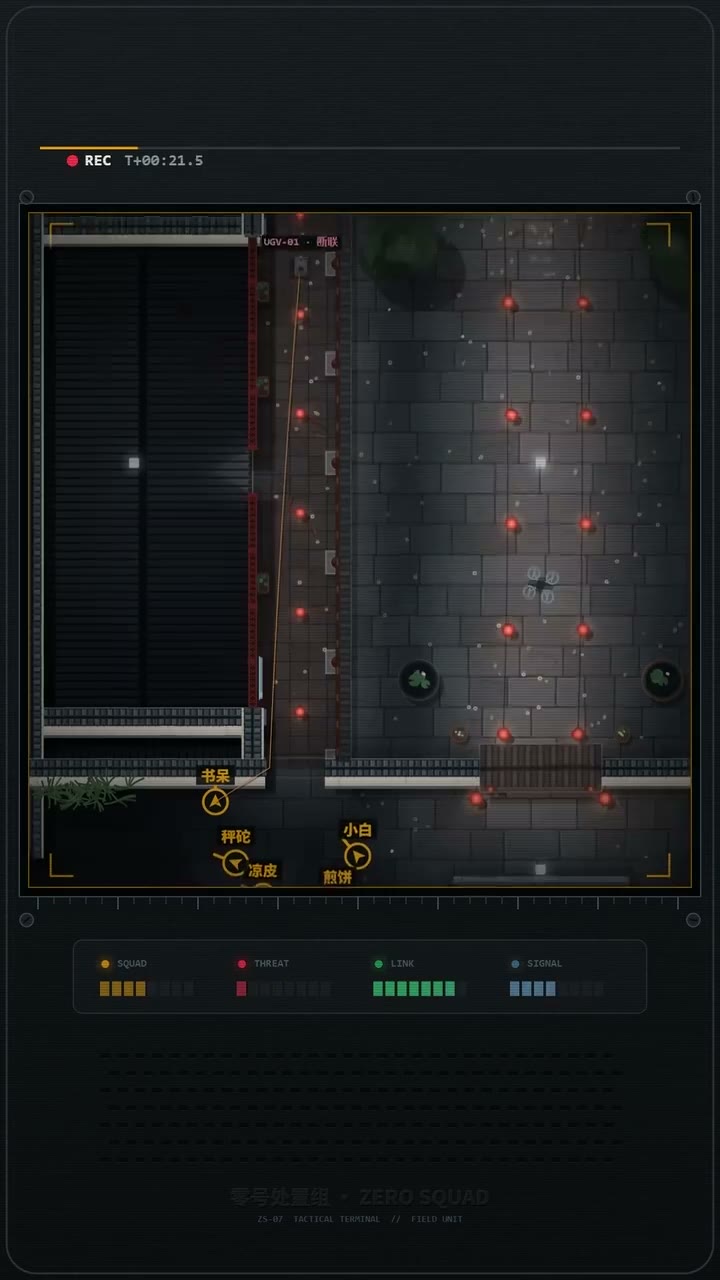 REC T+00:21.5
UGV-01 · 断联
书呆
秤砣
小白
凉皮
煎饼
SQUAD THREAT LINK SIGNAL
零号处置组 · ZERO SQUAD
ZS-07 TACTICAL TERMINAL // FIELD UNIT